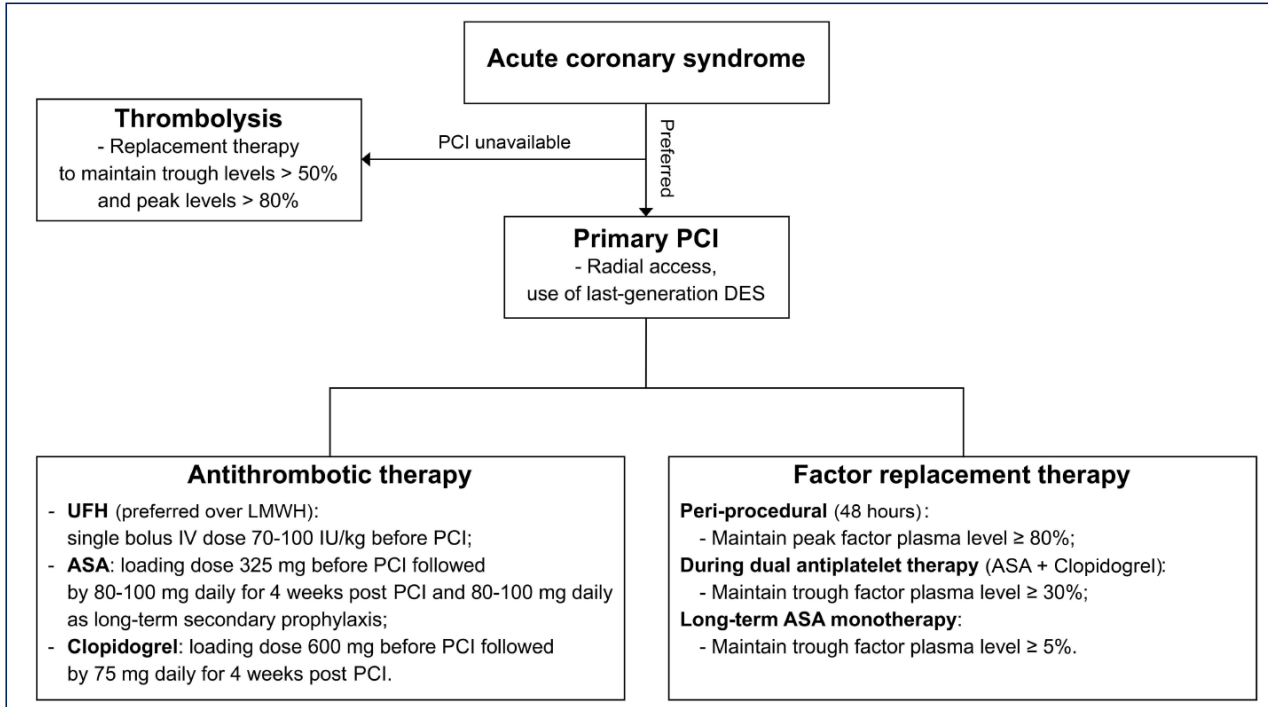 Acute coronary syndrome
Thrombolysis
- Replacement therapy
to maintain trough levels > 50%
and peak levels > 80%
PCI unavailable
Preferred
Primary PCI
- Radial access,
use of last-generation DES
Antithrombotic therapy
- UFH (preferred over LMWH):
single bolus IV dose 70-100 IU/kg before PCI;
- ASA: loading dose 325 mg before PCI followed
by 80-100 mg daily for 4 weeks post PCI and 80-100 mg daily
as long-term secondary prophylaxis;
- Clopidogrel: loading dose 600 mg before PCI followed
by 75 mg daily for 4 weeks post PCI.
Factor replacement therapy
Peri-procedural (48 hours):
- Maintain peak factor plasma level ≥ 80%;
During dual antiplatelet therapy (ASA + Clopidogrel):
- Maintain trough factor plasma level ≥ 30%;
Long-term ASA monotherapy:
- Maintain trough factor plasma level ≥ 5%.